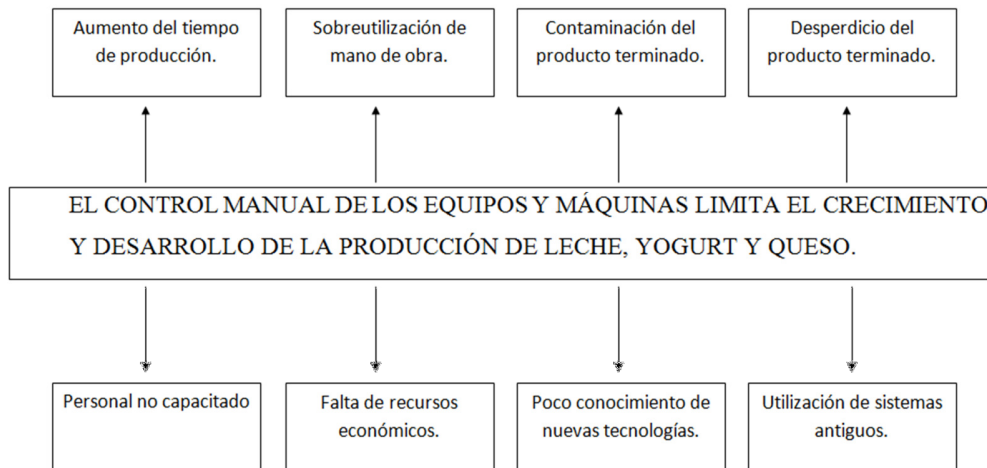 Aumento del tiempo
de producción.
Sobreutilización de
mano de obra.
Contaminación del
producto terminado.
Desperdicio del
producto terminado.
EL CONTROL MANUAL DE LOS EQUIPOS Y MÁQUINAS LIMITA EL CRECIMIENTO
Y DESARROLLO DE LA PRODUCCIÓN DE LECHE, YOGURT Y QUESO.
Personal no capacitado
Falta de recursos
económicos.
Poco conocimiento de
nuevas tecnologías.
Utilización de sistemas
antiguos.